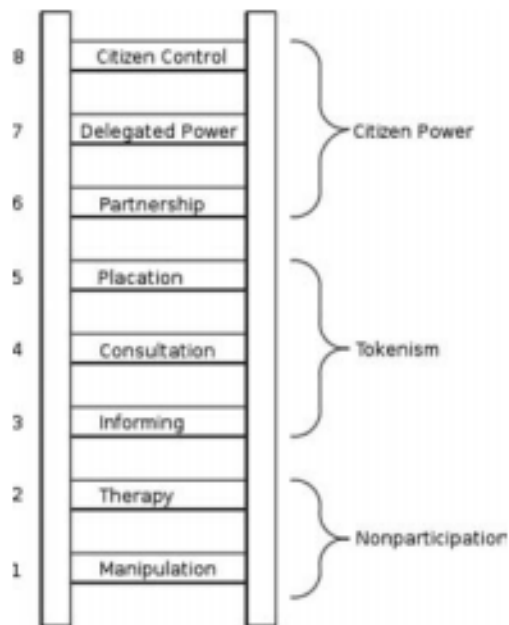 8 Citizen Control
7 Delegated Power
Citizen Power
6 Partnership
5 Placation
4 Consultation
Tokenism
3 Informing
2 Therapy
Nonparticipation
1 Manipulation